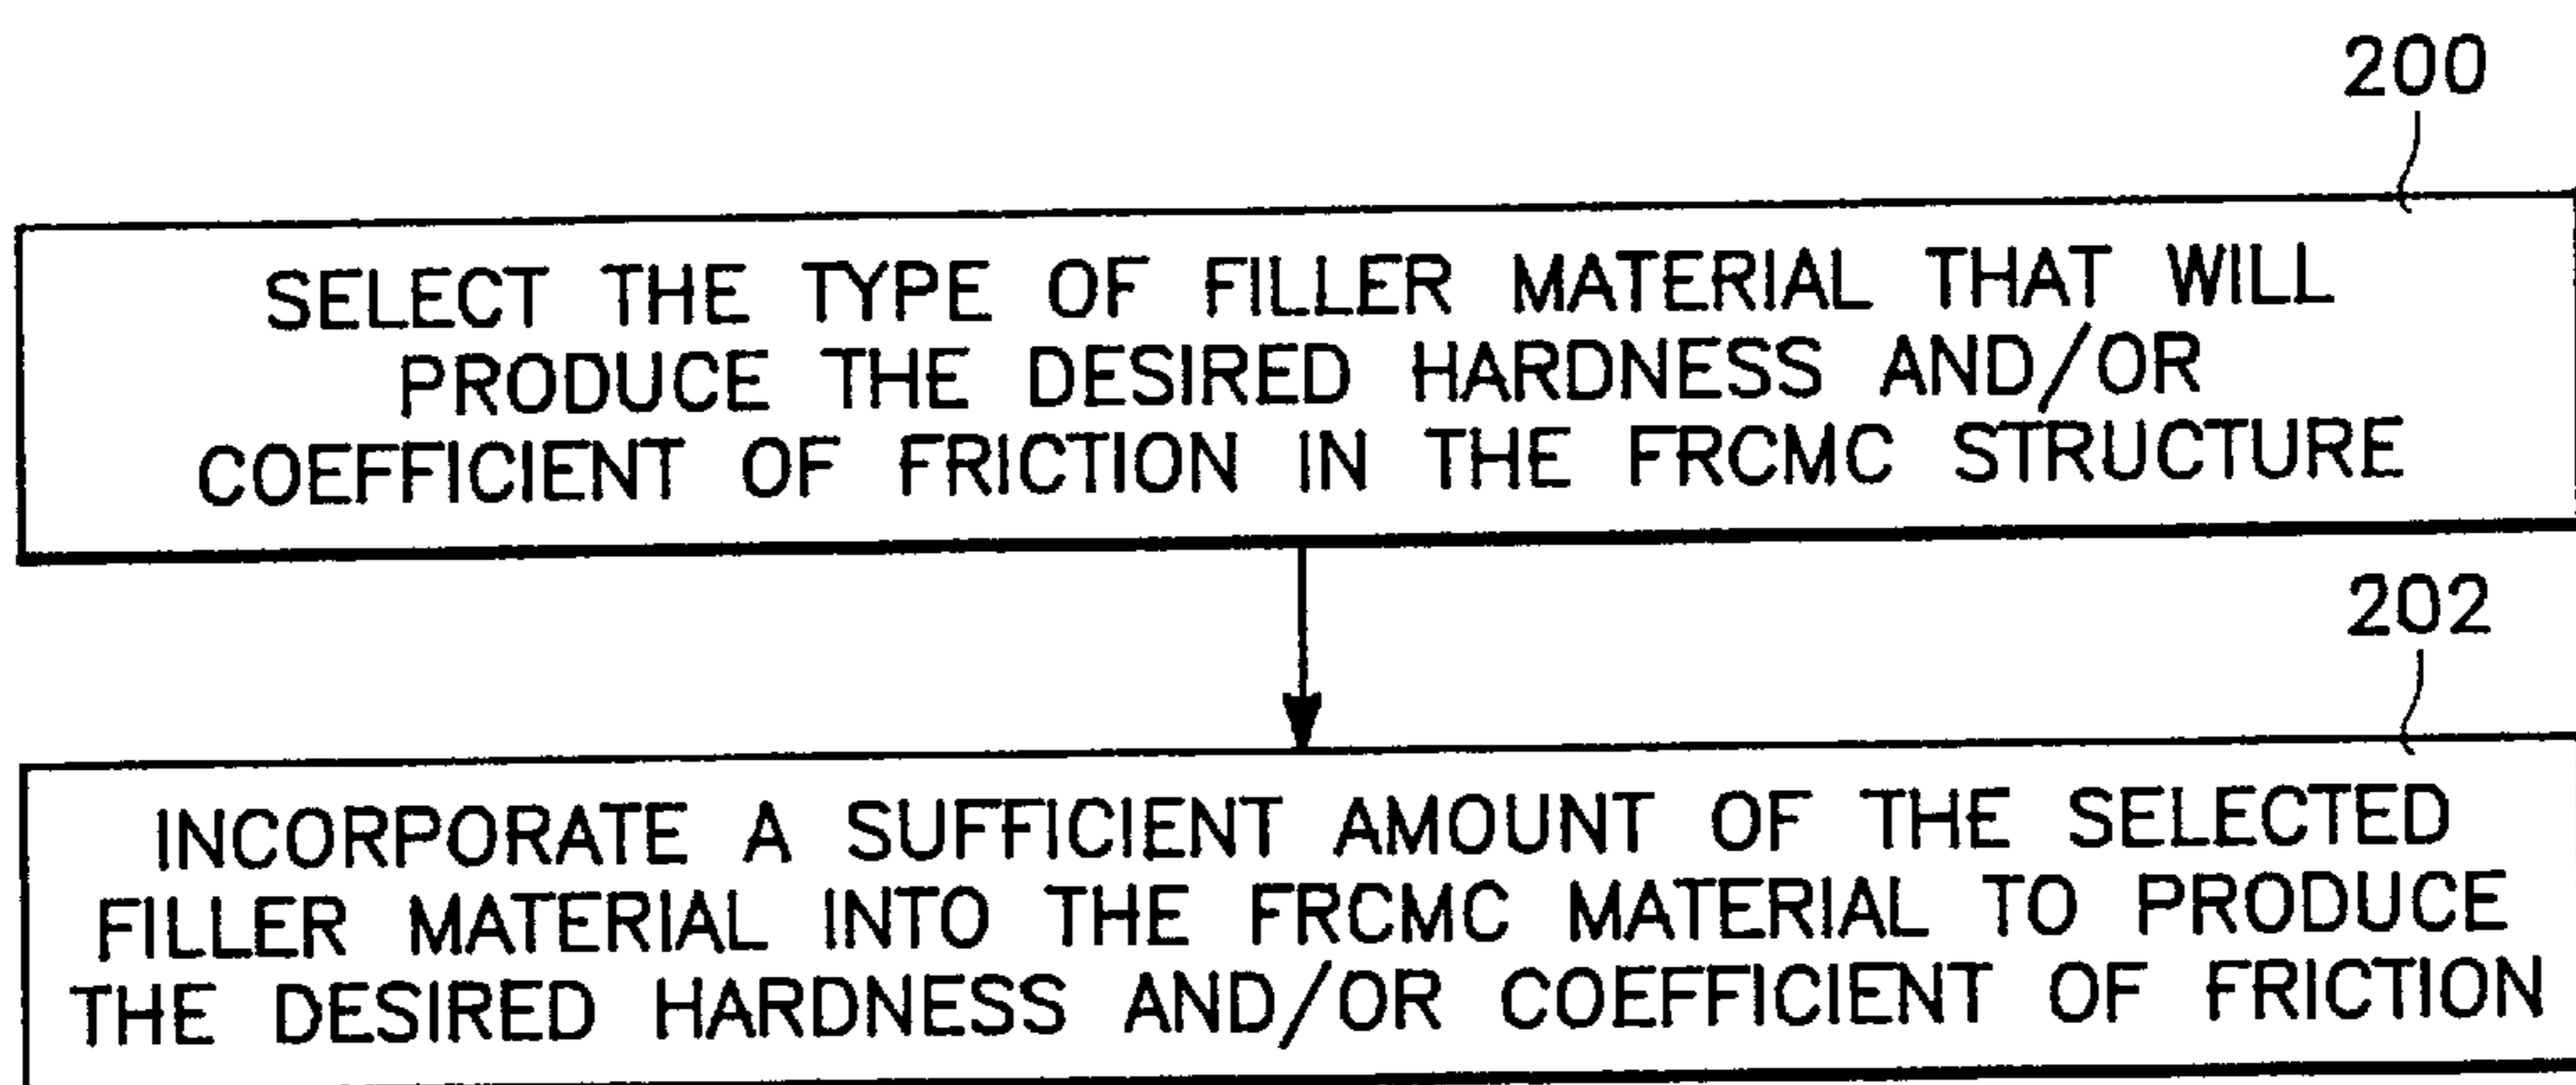 200
SELECT THE TYPE OF FILLER MATERIAL THAT WILL
PRODUCE THE DESIRED HARDNESS AND/OR
COEFFICIENT OF FRICTION IN THE FRCMC STRUCTURE
202
INCORPORATE A SUFFICIENT AMOUNT OF THE SELECTED
FILLER MATERIAL INTO THE FRCMC MATERIAL TO PRODUCE
THE DESIRED HARDNESS AND/OR COEFFICIENT OF FRICTION